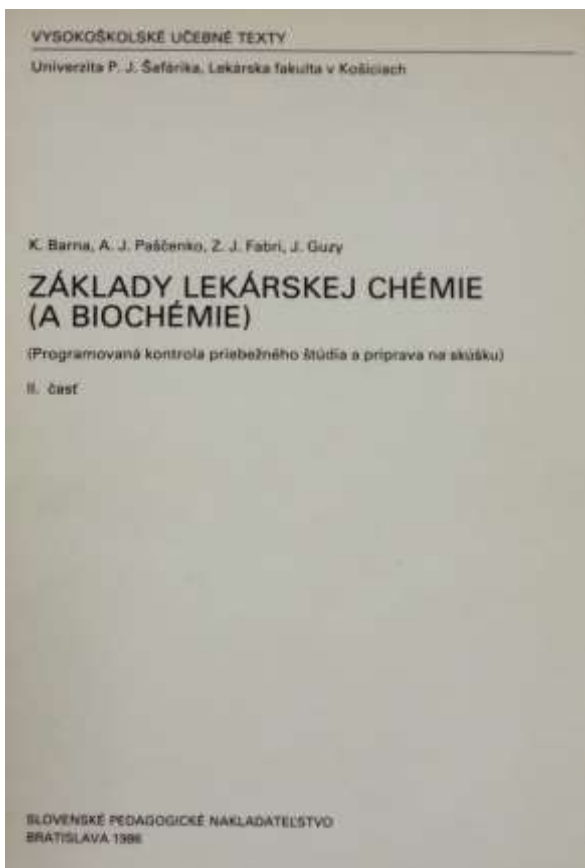 VYSOKOŠKOLSKÉ UČEBNÉ TEXTY
Univerzita P. J. Šafárika, Lekárska fakulta v Košiciach
K. Barna, A. J. Paščenko, Z. J. Fabri, J. Guzy
ZÁKLADY LEKÁRSKEJ CHÉMIE
(A BIOCHÉMIE)
(Programovaná kontrola priebežného štúdia a príprava na skúšku)
II. časť
SLOVENSKÉ PEDAGOGICKÉ NAKLADATEĽSTVO
BRATISLAVA 1986